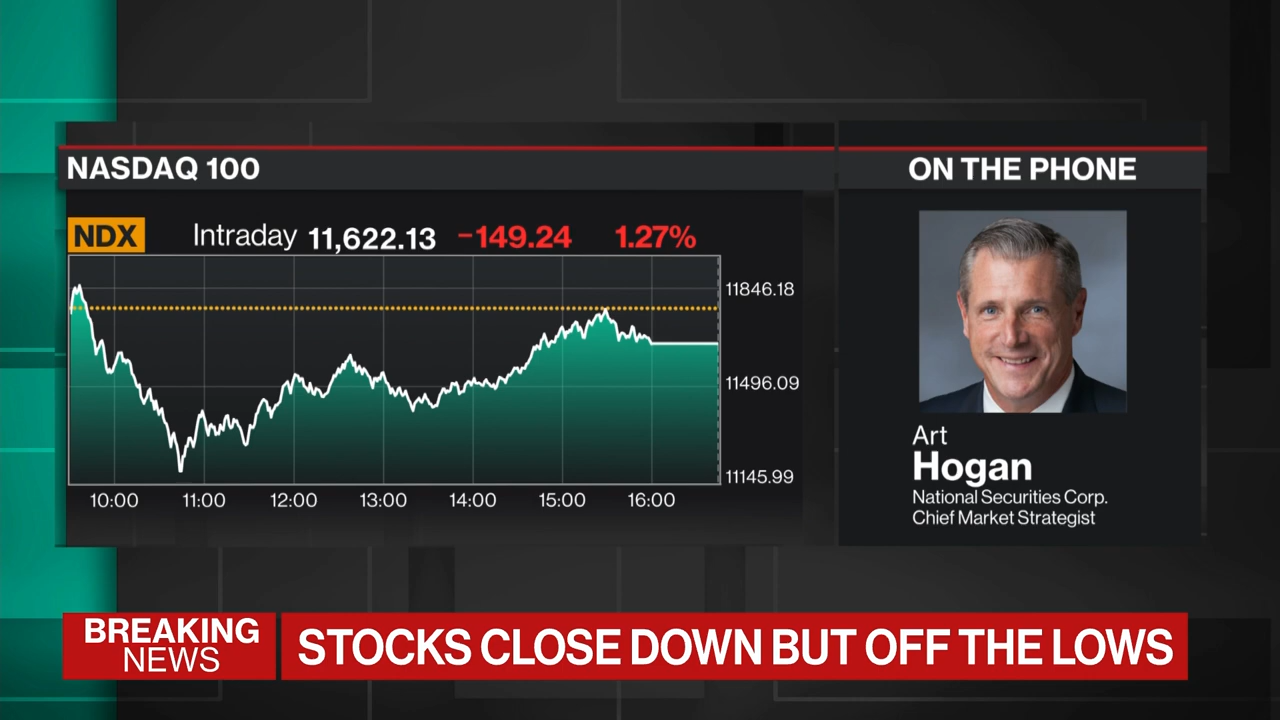 NASDAQ 100
NDX Intraday 11,622.13 −149.24 1.27%
11846.18
11496.09
11145.99
10:00 11:00 12:00 13:00 14:00 15:00 16:00
ON THE PHONE
Art
Hogan
National Securities Corp.
Chief Market Strategist
BREAKING
NEWS
STOCKS CLOSE DOWN BUT OFF THE LOWS